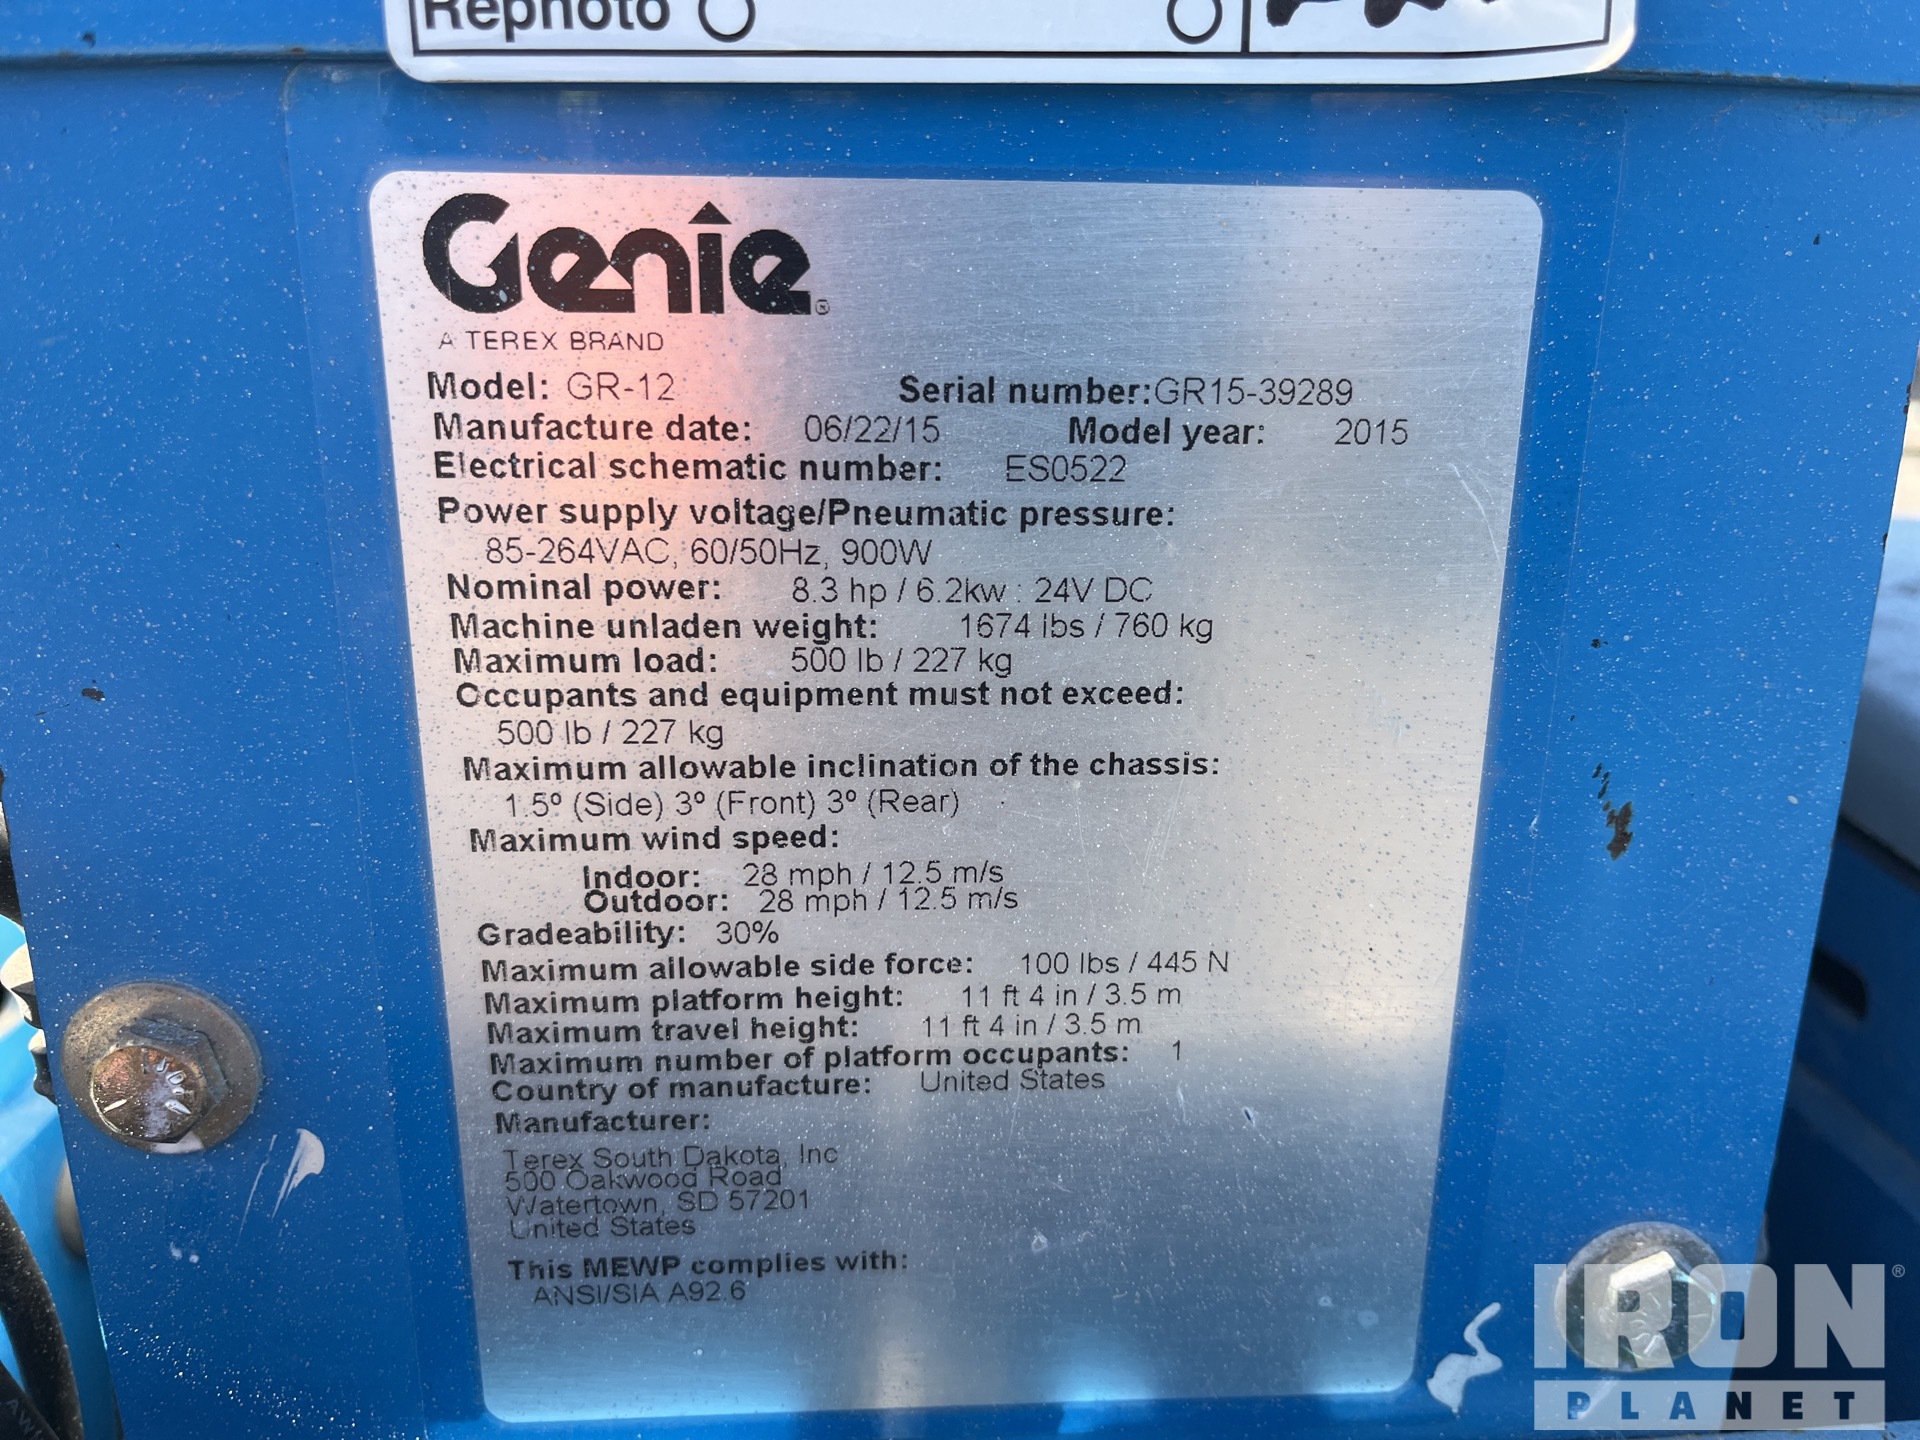 Rephoto
Genie®
A TEREX BRAND
Model: GR-12 Serial number:GR15-39289
Manufacture date: 06/22/15 Model year: 2015
Electrical schematic number: ES0522
Power supply voltage/Pneumatic pressure:
85-264VAC, 60/50Hz, 900W
Nominal power: 8.3 hp / 6.2kw : 24V DC
Machine unladen weight: 1674 lbs / 760 kg
Maximum load: 500 lb / 227 kg
Occupants and equipment must not exceed:
500 lb / 227 kg
Maximum allowable inclination of the chassis:
1.5º (Side) 3º (Front) 3º (Rear)
Maximum wind speed:
Indoor: 28 mph / 12.5 m/s
Outdoor: 28 mph / 12.5 m/s
Gradeability: 30%
Maximum allowable side force: 100 lbs / 445 N
Maximum platform height: 11 ft 4 in / 3.5 m
Maximum travel height: 11 ft 4 in / 3.5 m
Maximum number of platform occupants: 1
Country of manufacture: United States
Manufacturer:
Terex South Dakota, Inc
500 Oakwood Road
Watertown, SD 57201
United States
This MEWP complies with:
ANSI/SIA A92.6
IRON®
PLANET